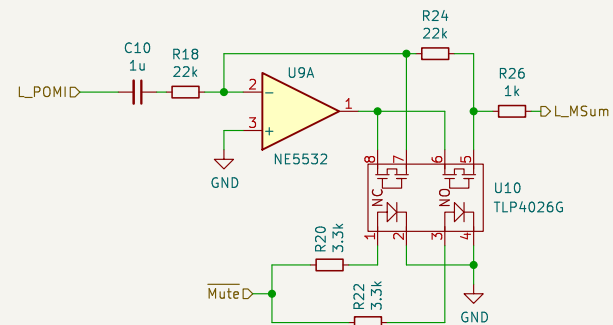 R24
22k
C10
1u
R18
22k
U9A
R26
1k
L_POMI
2
1
3
L_MSum
NE5532
GND
8
7
6
5
NC
NO
U10
TLP4026G
1
2
3
4
R20
3.3k
Mute
R22
3.3k
GND